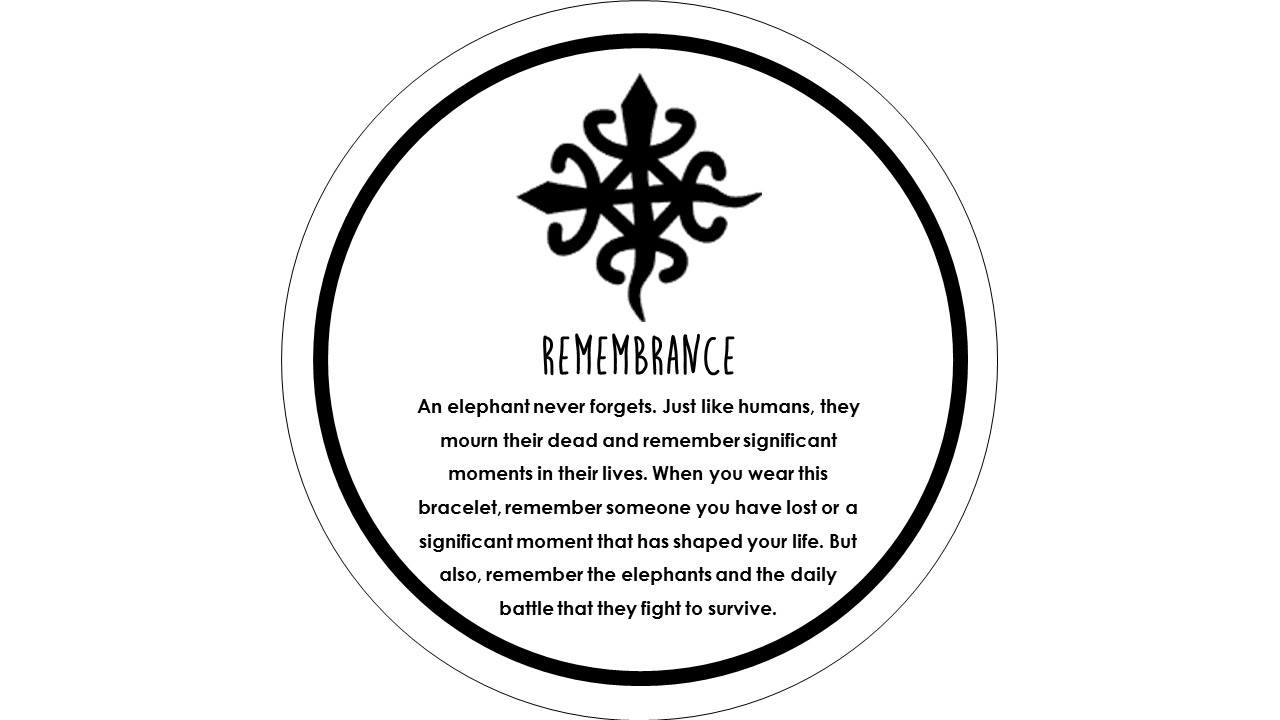 REMEMBRANCE
An elephant never forgets. Just like humans, they
mourn their dead and remember significant
moments in their lives. When you wear this
bracelet, remember someone you have lost or a
significant moment that has shaped your life. But
also, remember the elephants and the daily
battle that they fight to survive.